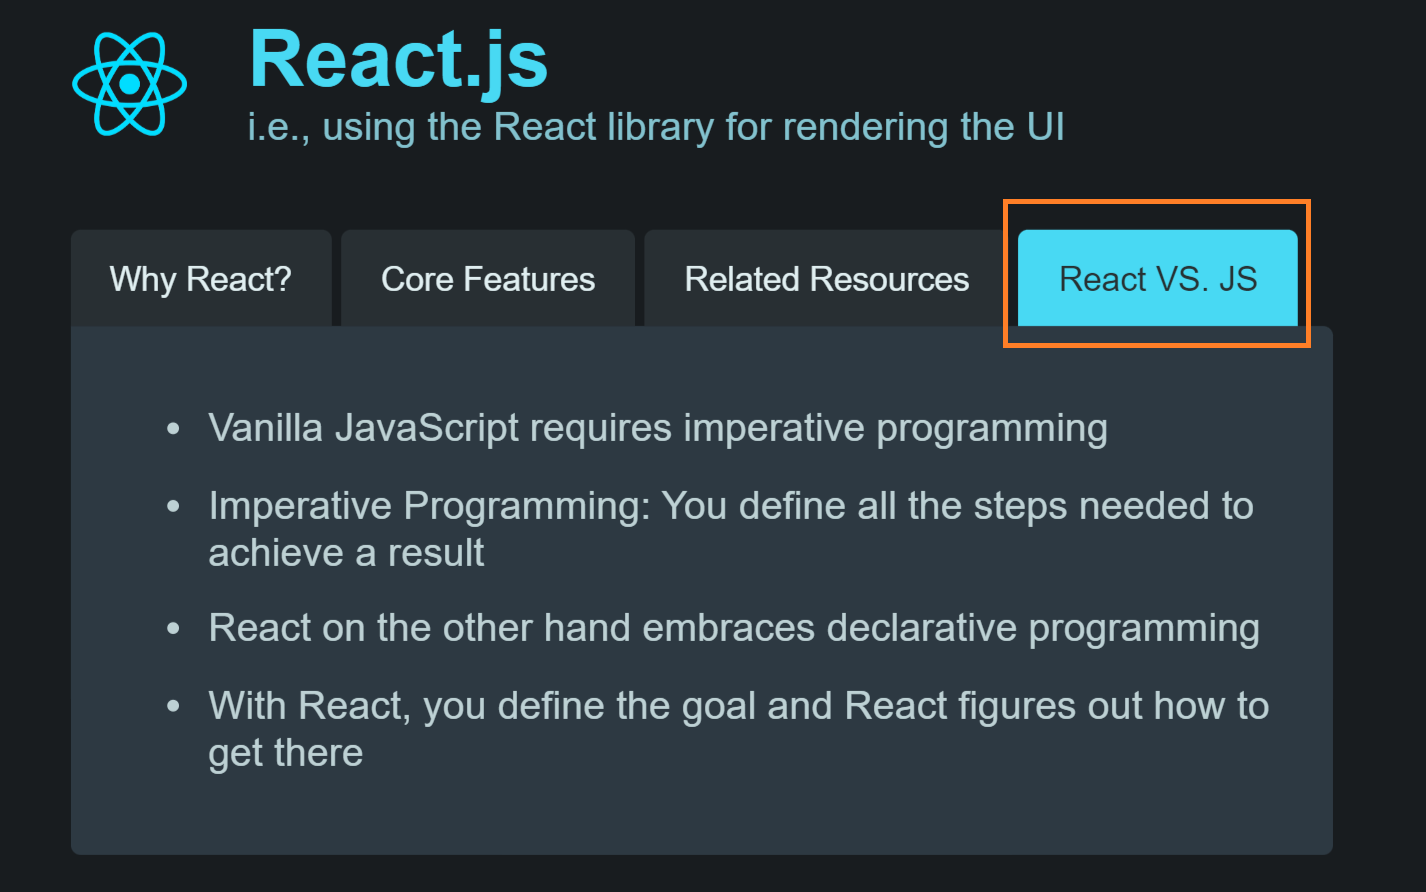 React.js
i.e., using the React library for rendering the UI
Why React?
Core Features
Related Resources
React VS. JS
• Vanilla JavaScript requires imperative programming
• Imperative Programming: You define all the steps needed to
achieve a result
• React on the other hand embraces declarative programming
• With React, you define the goal and React figures out how to
get there